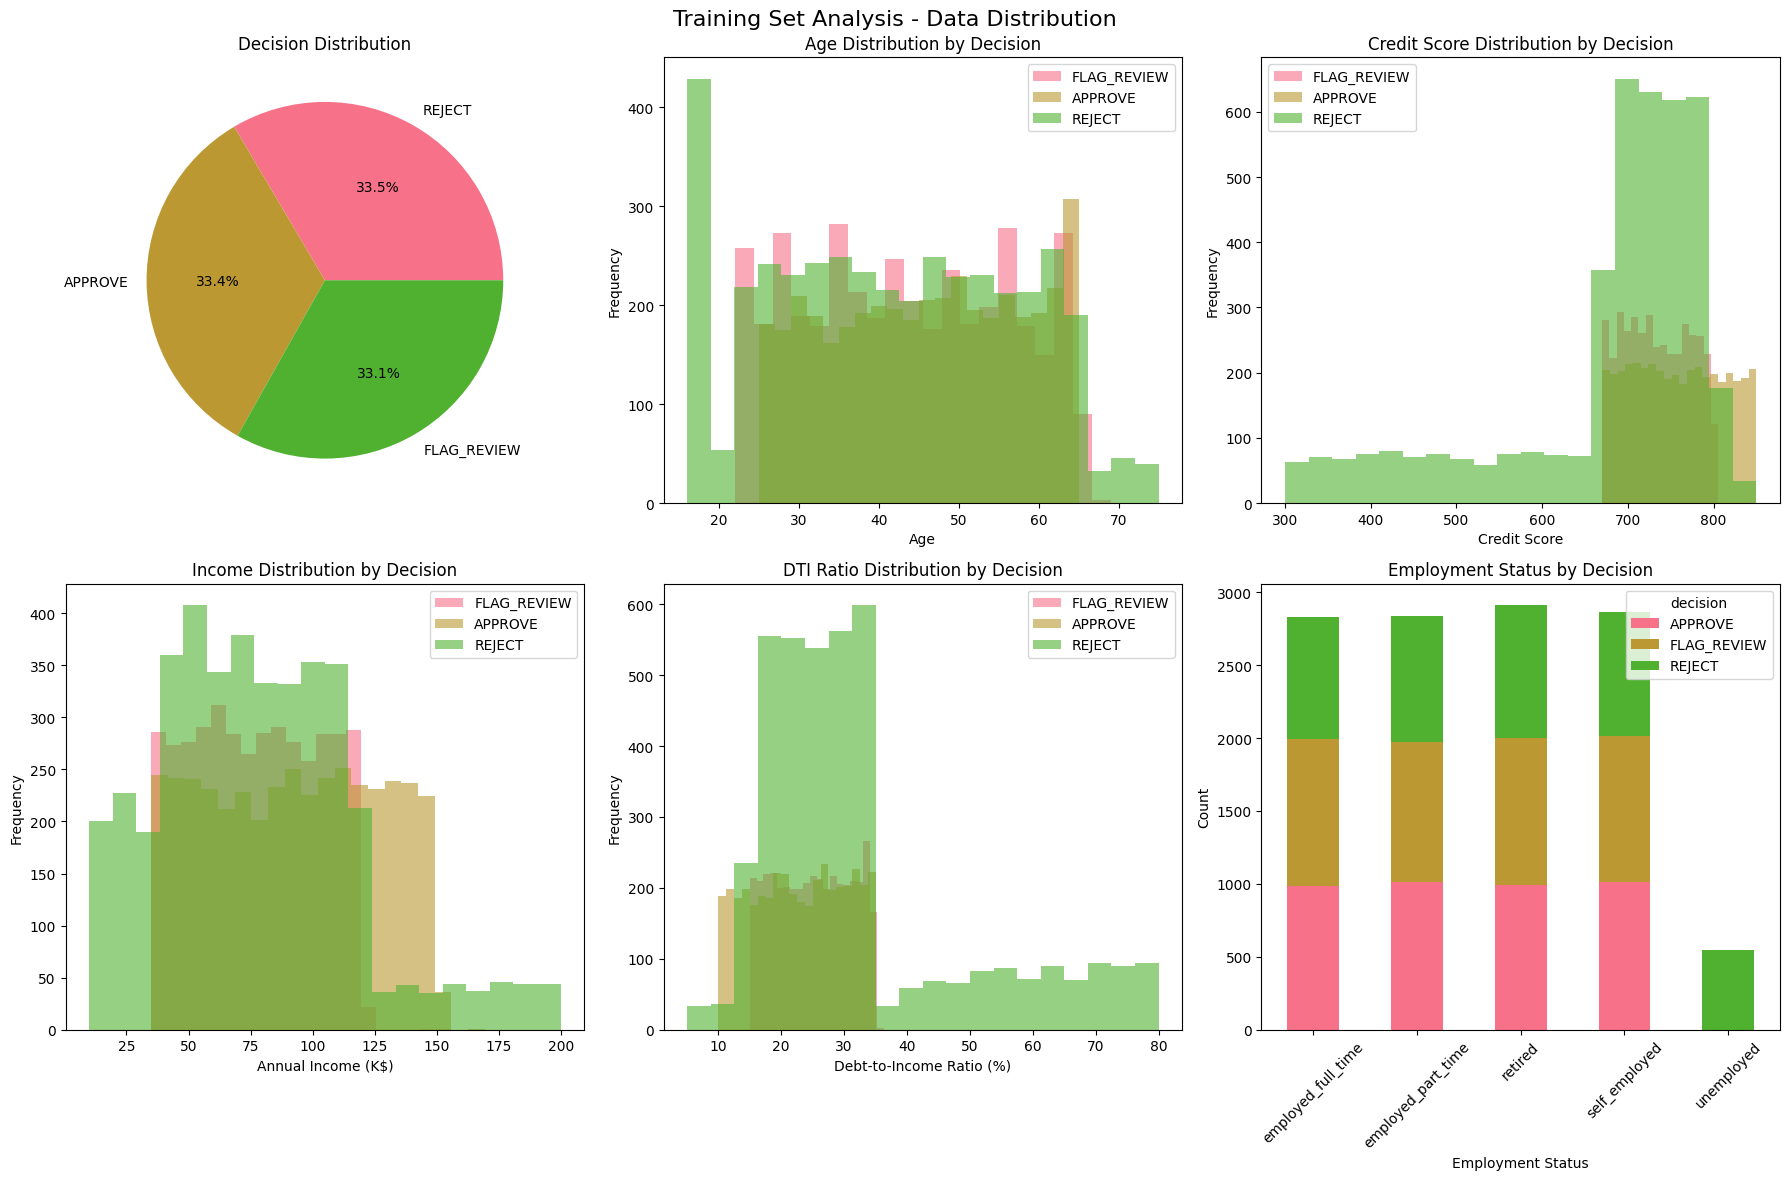 Training Set Analysis - Data Distribution
Decision Distribution
REJECT
33.5%
APPROVE
33.4%
33.1%
FLAG_REVIEW
Age Distribution by Decision
FLAG_REVIEW
APPROVE
REJECT
Frequency
400
300
200
100
0
20 30 40 50 60 70
Age
Credit Score Distribution by Decision
FLAG_REVIEW
APPROVE
REJECT
Frequency
600
500
400
300
200
100
0
300 400 500 600 700 800
Credit Score
Income Distribution by Decision
FLAG_REVIEW
APPROVE
REJECT
Frequency
400
350
300
250
200
150
100
50
0
25 50 75 100 125 150 175 200
Annual Income (K$)
DTI Ratio Distribution by Decision
FLAG_REVIEW
APPROVE
REJECT
Frequency
600
500
400
300
200
100
0
10 20 30 40 50 60 70 80
Debt-to-Income Ratio (%)
Employment Status by Decision
decision
APPROVE
FLAG_REVIEW
REJECT
Count
3000
2500
2000
1500
1000
500
0
employed_full_time
employed_part_time
retired
self_employed
unemployed
Employment Status